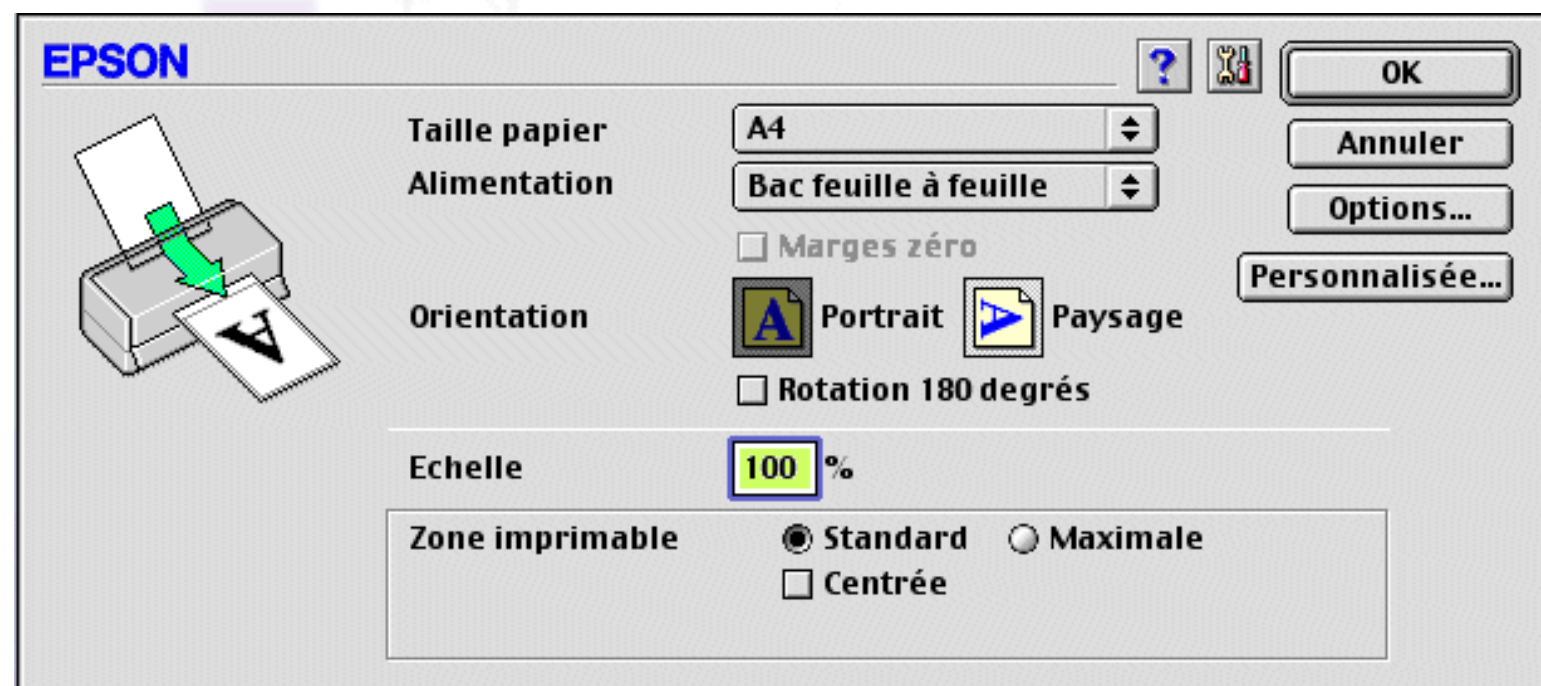 EPSON
? OK
Taille papier A4 Annuler
Alimentation Bac feuille à feuille Options...
Marges zéro Personnalisée...
Orientation A Portrait A Paysage
A
Rotation 180 degrés
Echelle 100 %
Zone imprimable Standard Maximale
Centrée